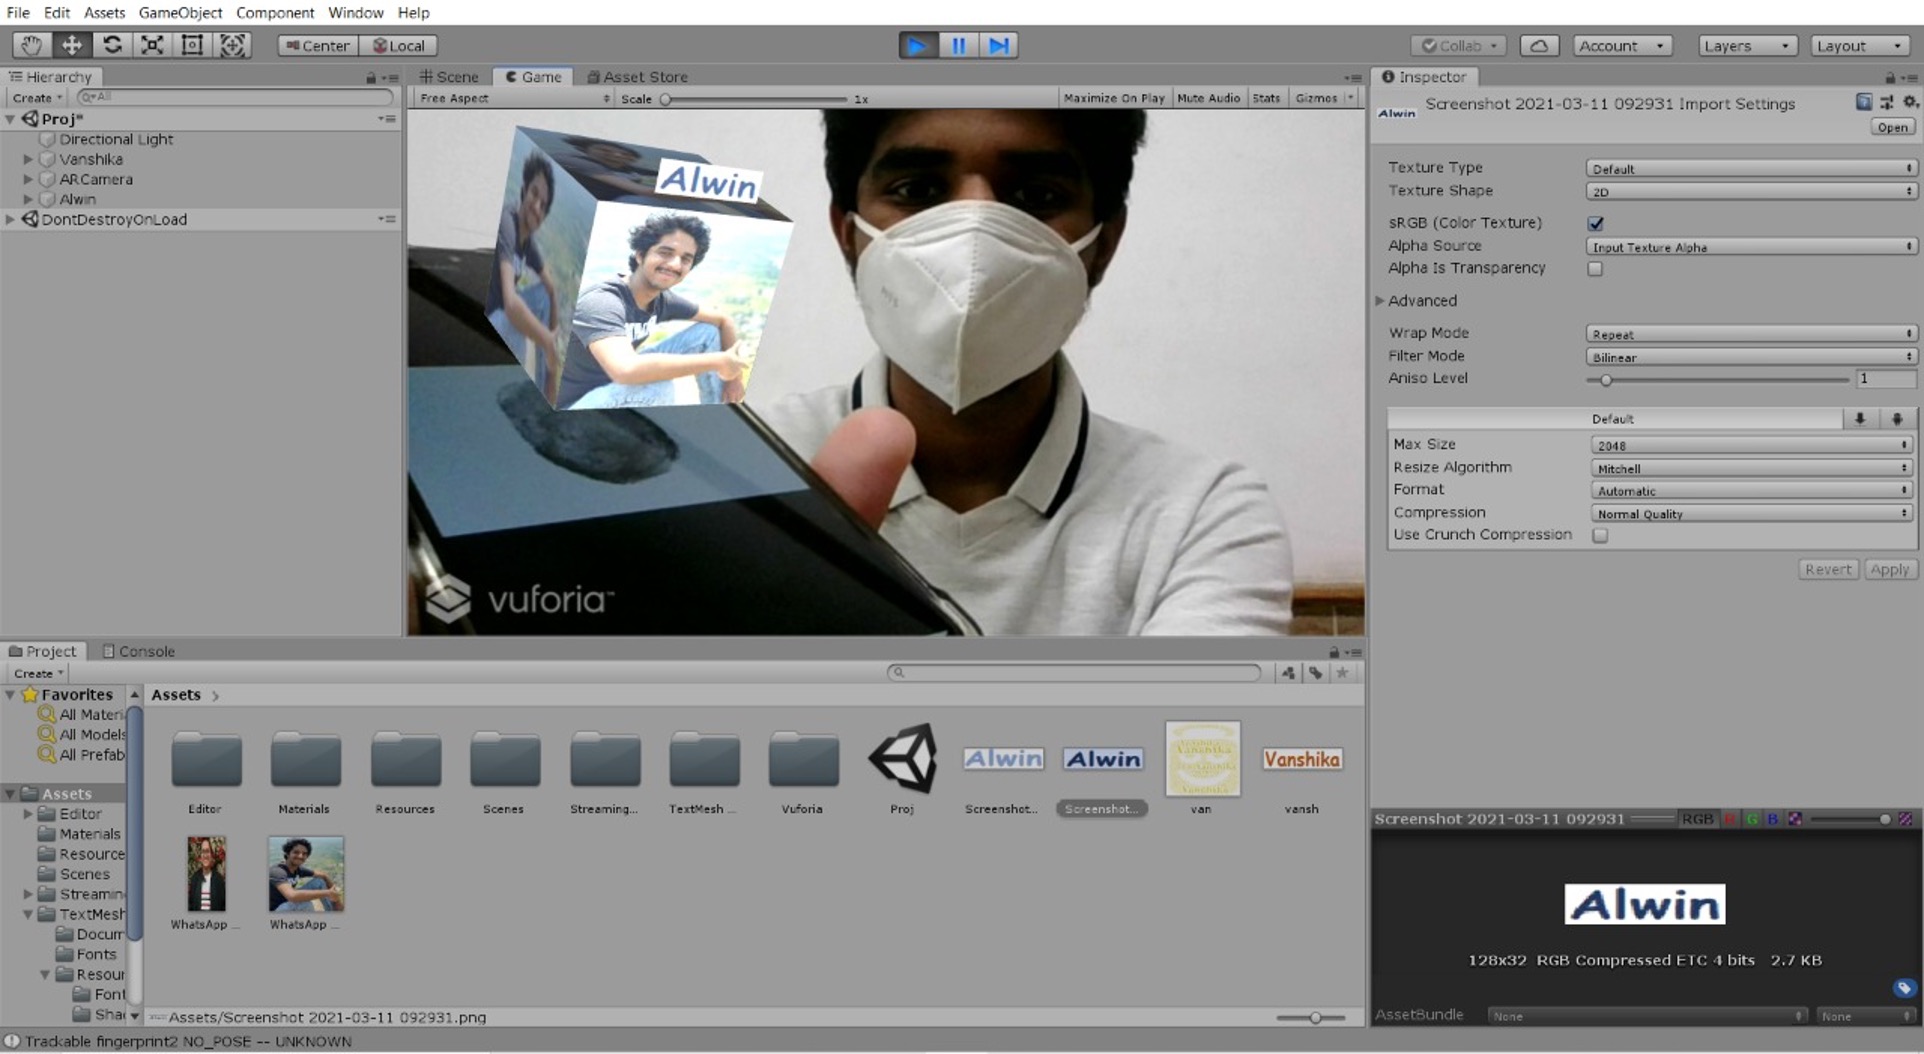 File Edit Assets GameObject Component Window Help
Center Local
Collab Account Layers Layout
Hierarchy
Create All
Proj*
Directional Light
Vanshika
ARCamera
Alwin
DontDestroyOnLoad
Scene Game Asset Store
Free Aspect Scale 1x Maximize On Play Mute Audio Stats Gizmos
Alwin
vuforia™
Inspector
Alwin Screenshot 2021-03-11 092931 Import Settings
Open
Texture Type Default
Texture Shape 2D
sRGB (Color Texture)
Alpha Source Input Texture Alpha
Alpha Is Transparency
Advanced
Wrap Mode Repeat
Filter Mode Bilinear
Aniso Level 1
Default
Max Size 2048
Resize Algorithm Mitchell
Format Automatic
Compression Normal Quality
Use Crunch Compression
Revert Apply
Project Console
Create
Favorites
All Materi
All Models
All Prefab
Assets
Editor
Materials
Resource
Scenes
Streamin
TextMesh
Docum
Fonts
Resour
Font
Sha
Assets >
Alwin Alwin Vanshika
Editor Materials Resources Scenes Streaming... TextMesh ... Vuforia Proj Screenshot... Screenshot... van vansh
WhatsApp ... WhatsApp ...
Assets/Screenshot 2021-03-11 092931.png
Screenshot 2021-03-11 092931 RGB R G B
Alwin
128x32 RGB Compressed ETC 4 bits 2.7 KB
AssetBundle None None
Trackable fingerprint2 NO_POSE -- UNKNOWN